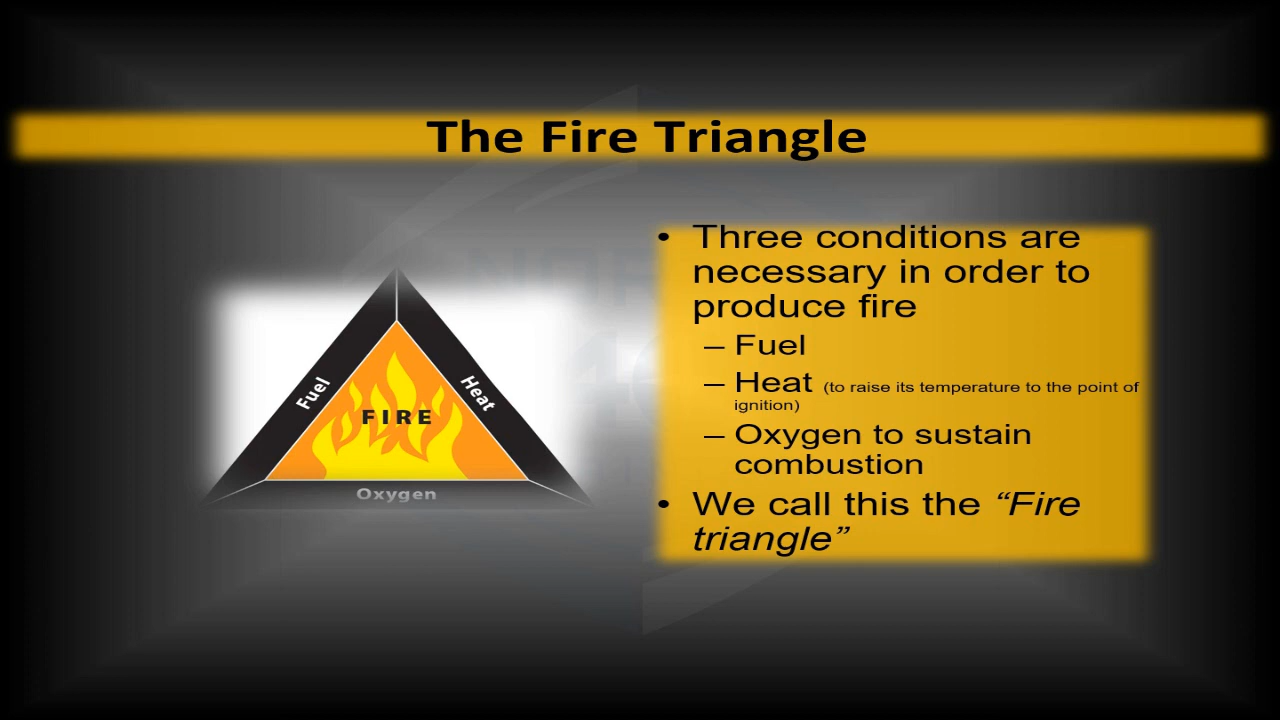 The Fire Triangle
• Three conditions are
necessary in order to
produce fire
– Fuel
– Heat (to raise its temperature to the point of
ignition)
– Oxygen to sustain
combustion
• We call this the “Fire
triangle”
Fuel
Heat
FIRE
Oxygen